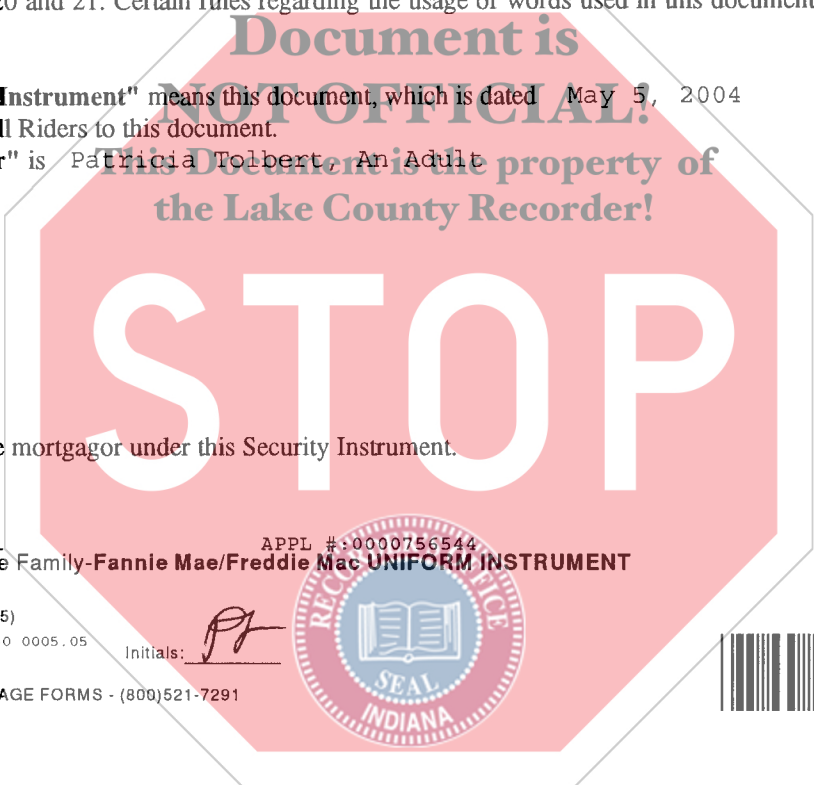 20 and 21. Certain rules regarding the usage of words used in this document
Document is
Instrument" means this document, which is dated May 5, 2004
NOT OFFICIAL!
ll Riders to this document.
r" is Patricia Tolbert, An Adult
This Document is the property of
the Lake County Recorder!
STOP
e mortgagor under this Security Instrument.
APPL #:0000756544
e Family-Fannie Mae/Freddie Mac UNIFORM INSTRUMENT
5)
0 0005.05 Initials:
AGE FORMS - (800)521-7291
RECORDER'S OFFICE
SEAL
INDIANA